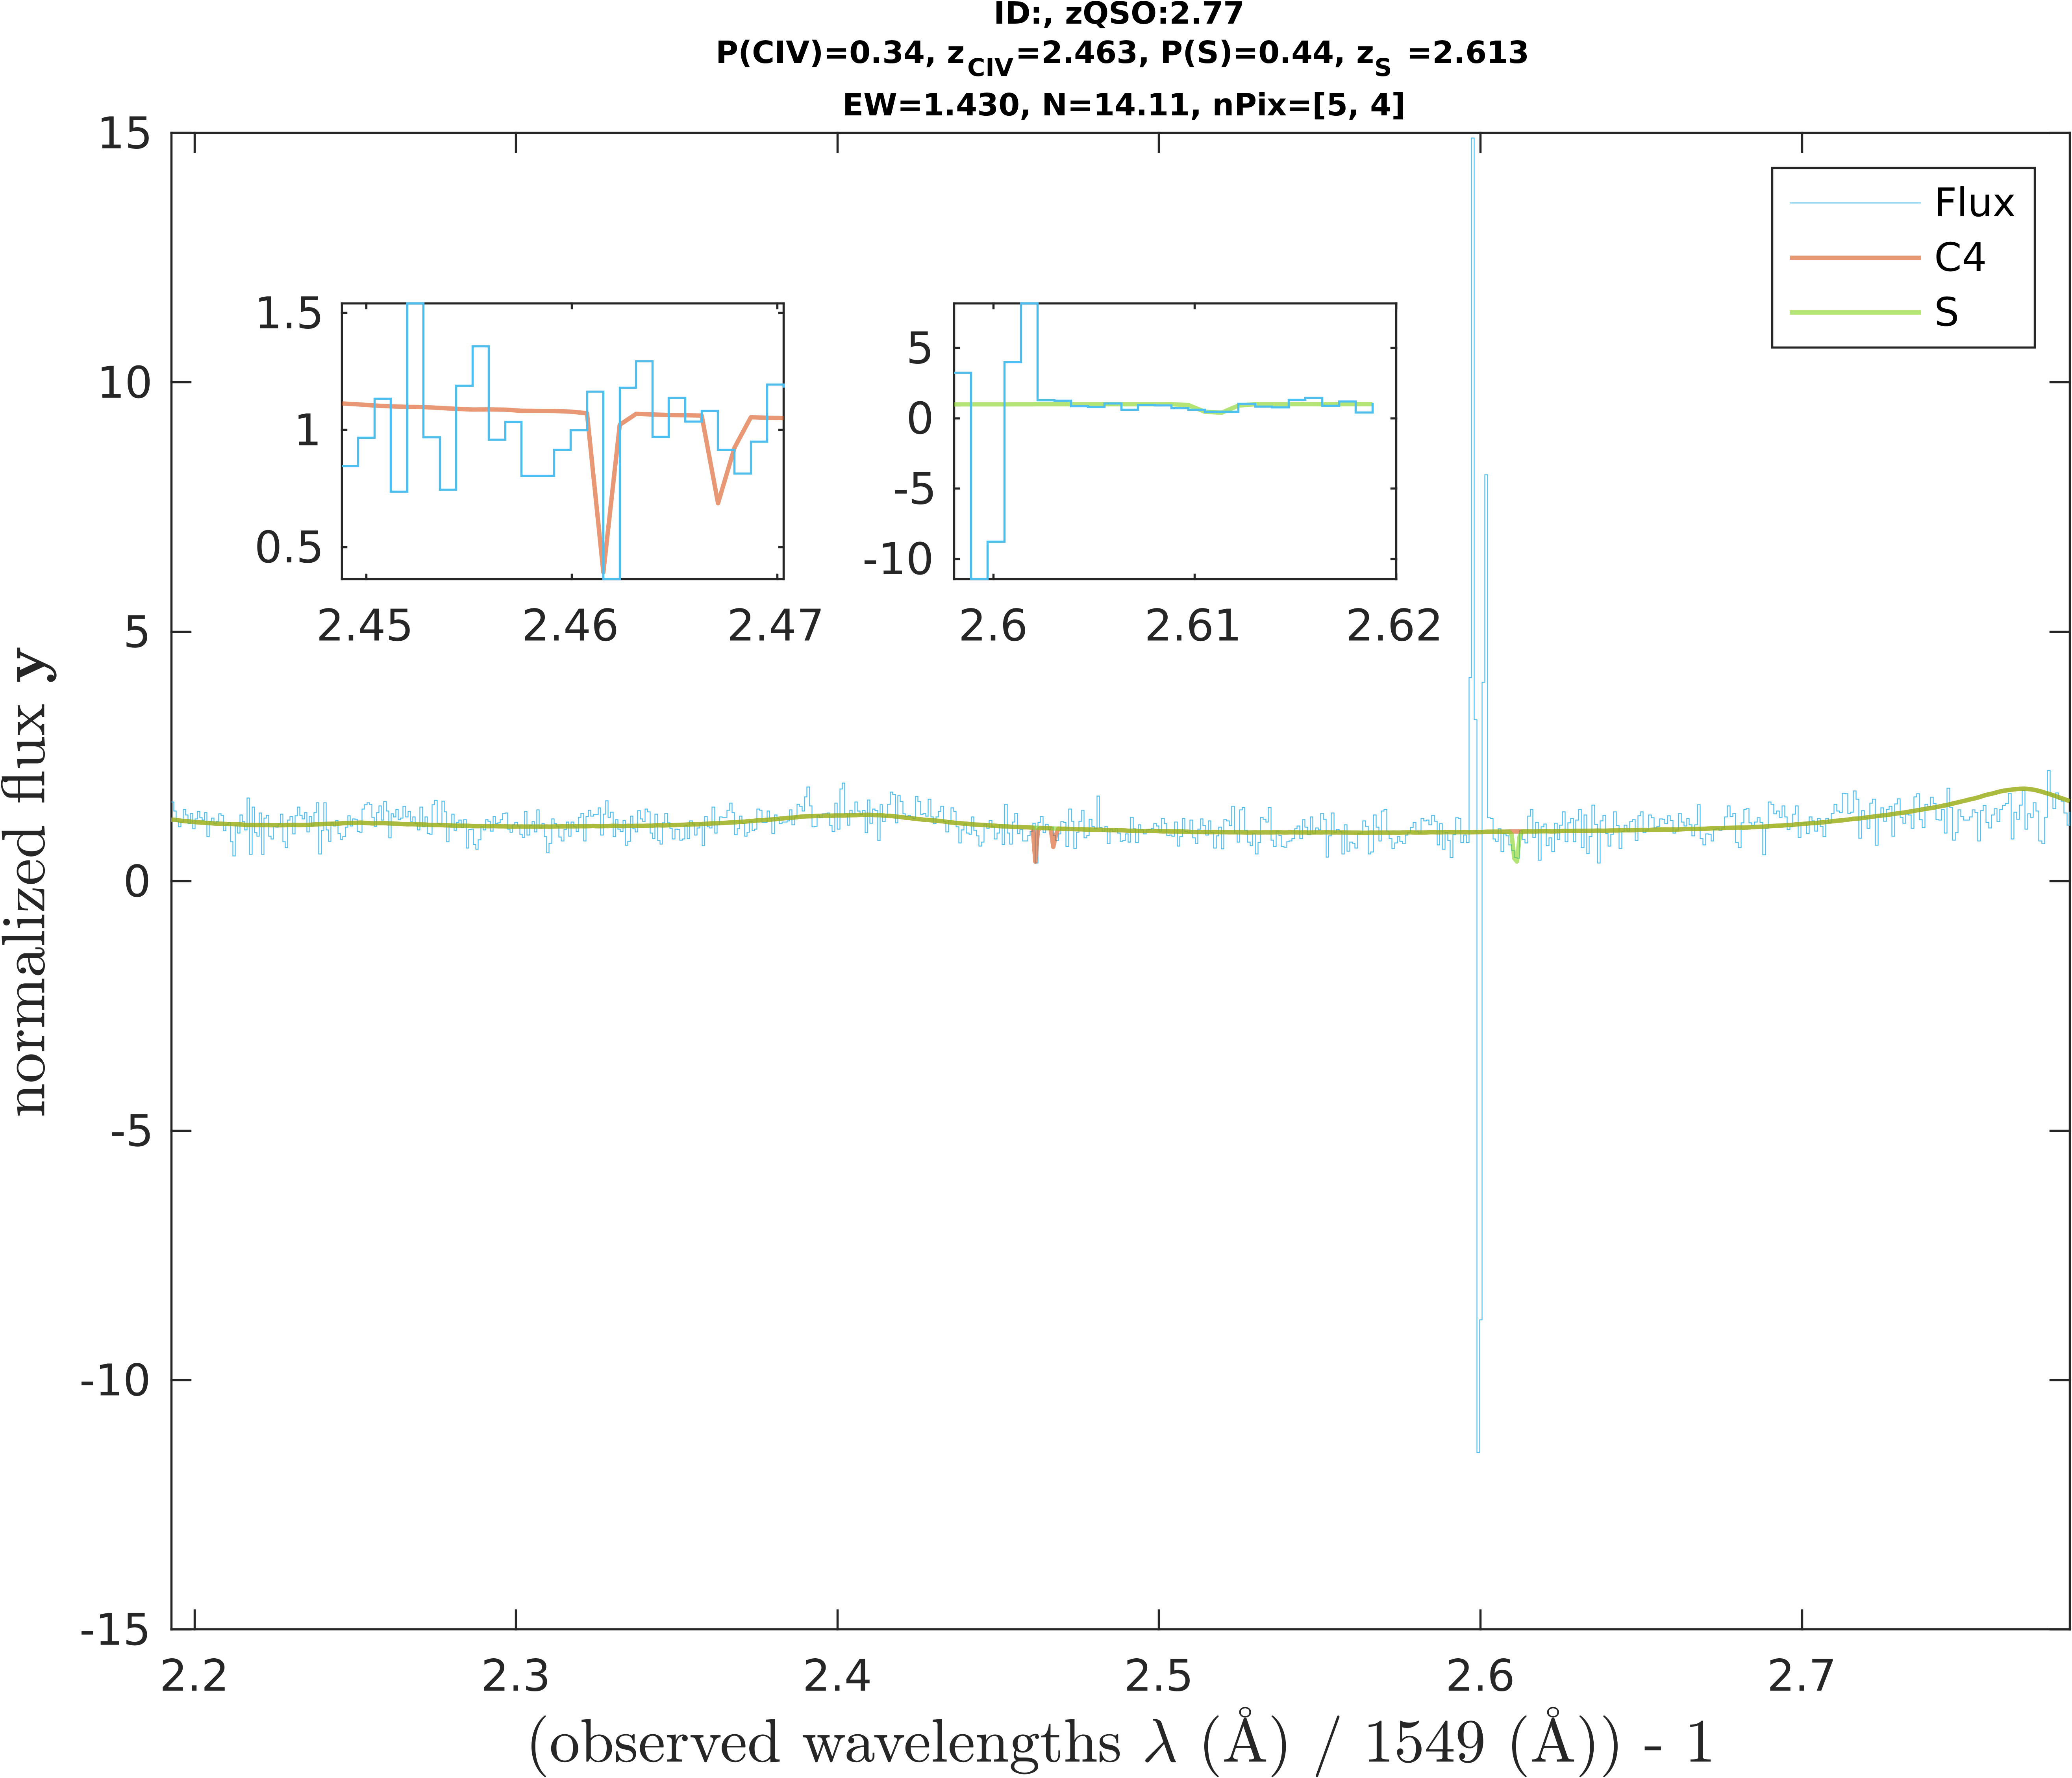 ID:, zQSO:2.77
P(CIV)=0.34, z_CIV=2.463, P(S)=0.44, z_S =2.613
EW=1.430, N=14.11, nPix=[5, 4]
15
10
5
0
-5
-10
-15
normalized flux y
Flux
C4
S
1.5
1
0.5
2.45 2.46 2.47
5
0
-5
-10
2.6 2.61 2.62
2.2 2.3 2.4 2.5 2.6 2.7
(observed wavelengths λ (Å) / 1549 (Å)) - 1